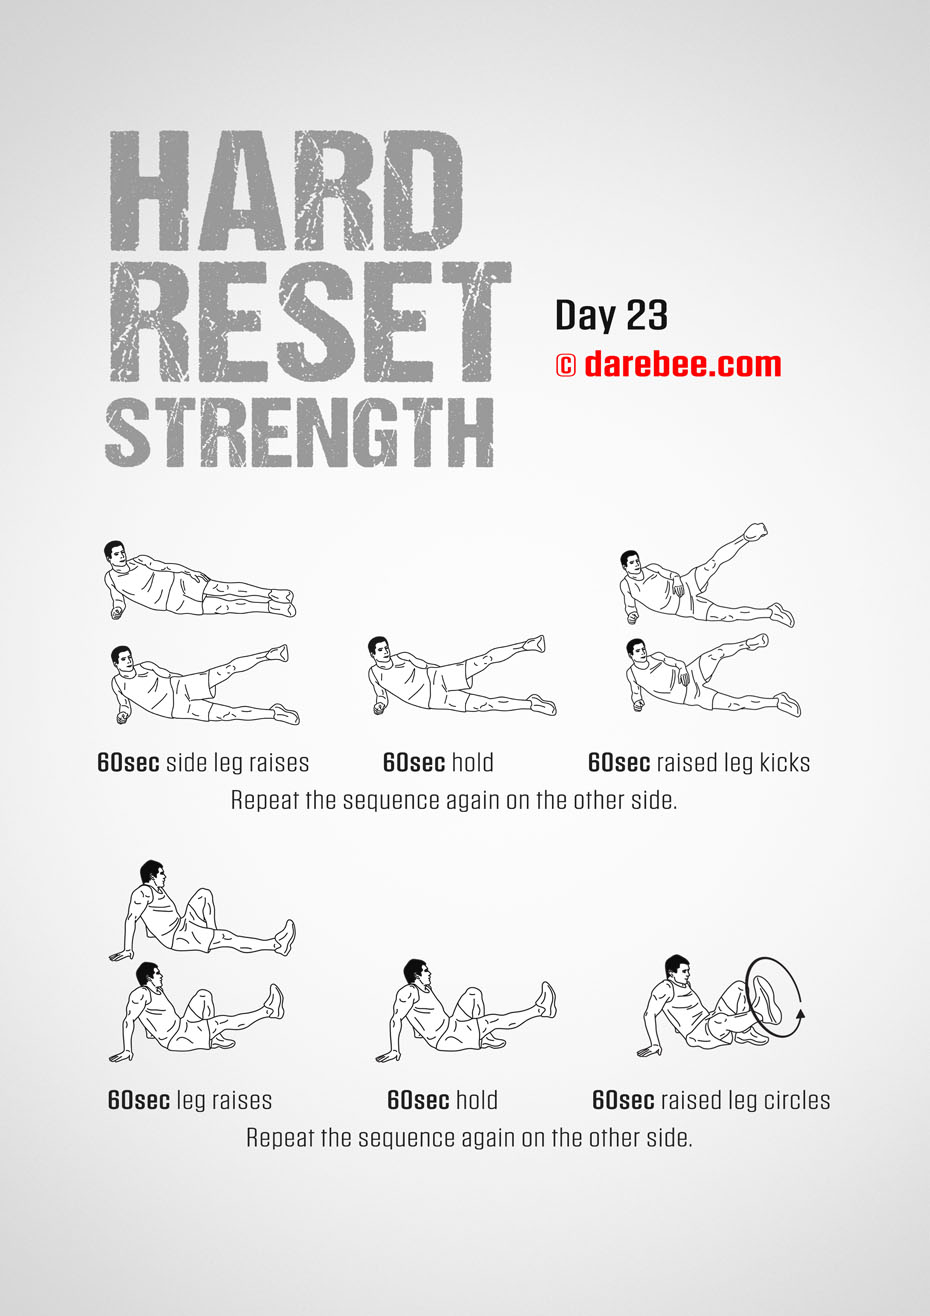 HARD
RESET
STRENGTH
Day 23
© darebee.com
60sec side leg raises
60sec hold
60sec raised leg kicks
Repeat the sequence again on the other side.
60sec leg raises
60sec hold
60sec raised leg circles
Repeat the sequence again on the other side.